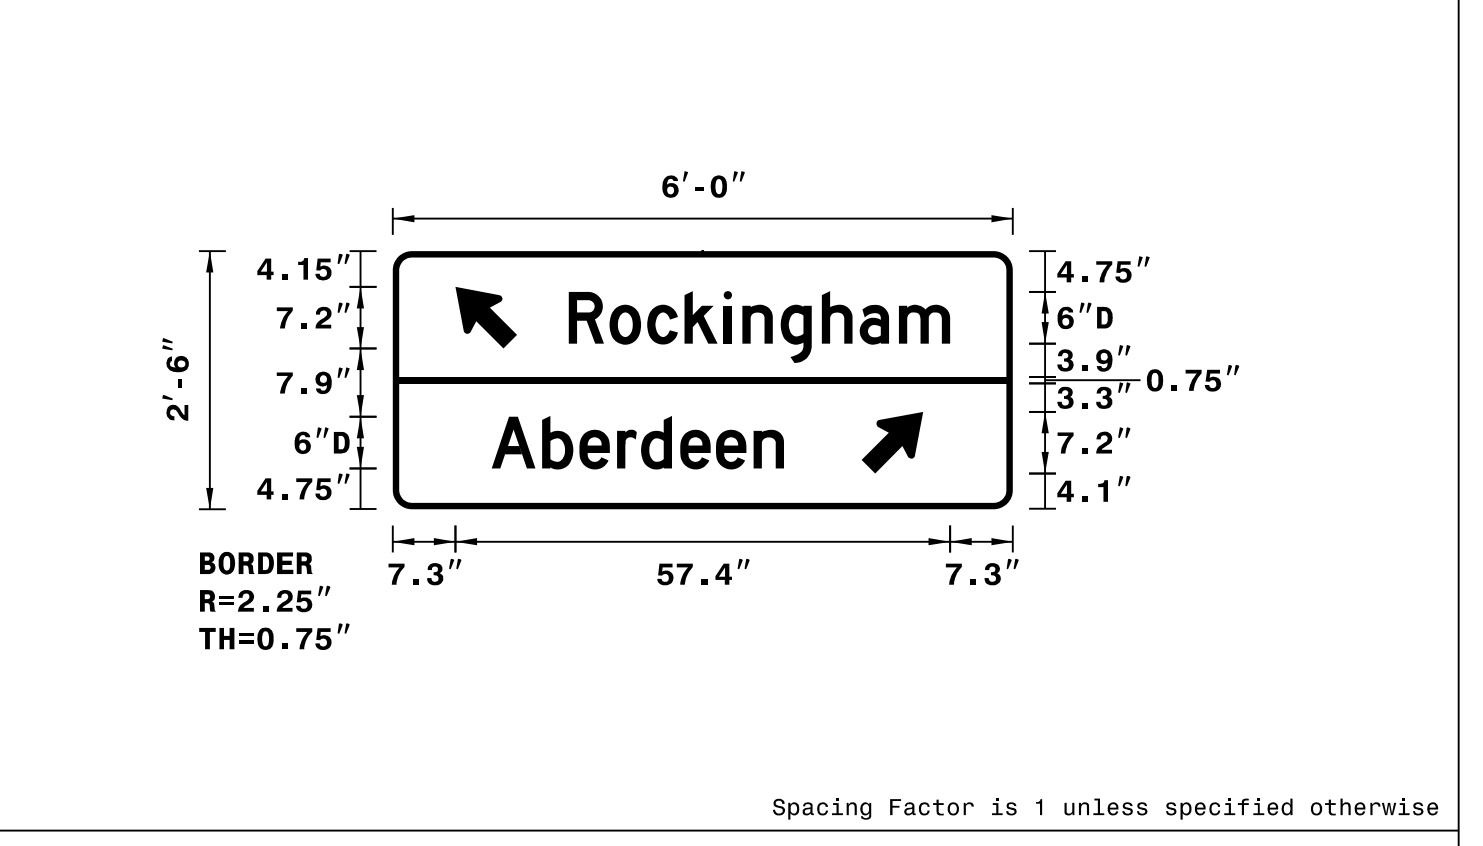 6'-0"
2'-6"
4.15"
7.2"
7.9"
6"D
4.75"
Rockingham
Aberdeen
4.75"
6"D
3.9"
0.75"
3.3"
7.2"
4.1"
7.3"
57.4"
7.3"
BORDER
R=2.25"
TH=0.75"
Spacing Factor is 1 unless specified otherwise